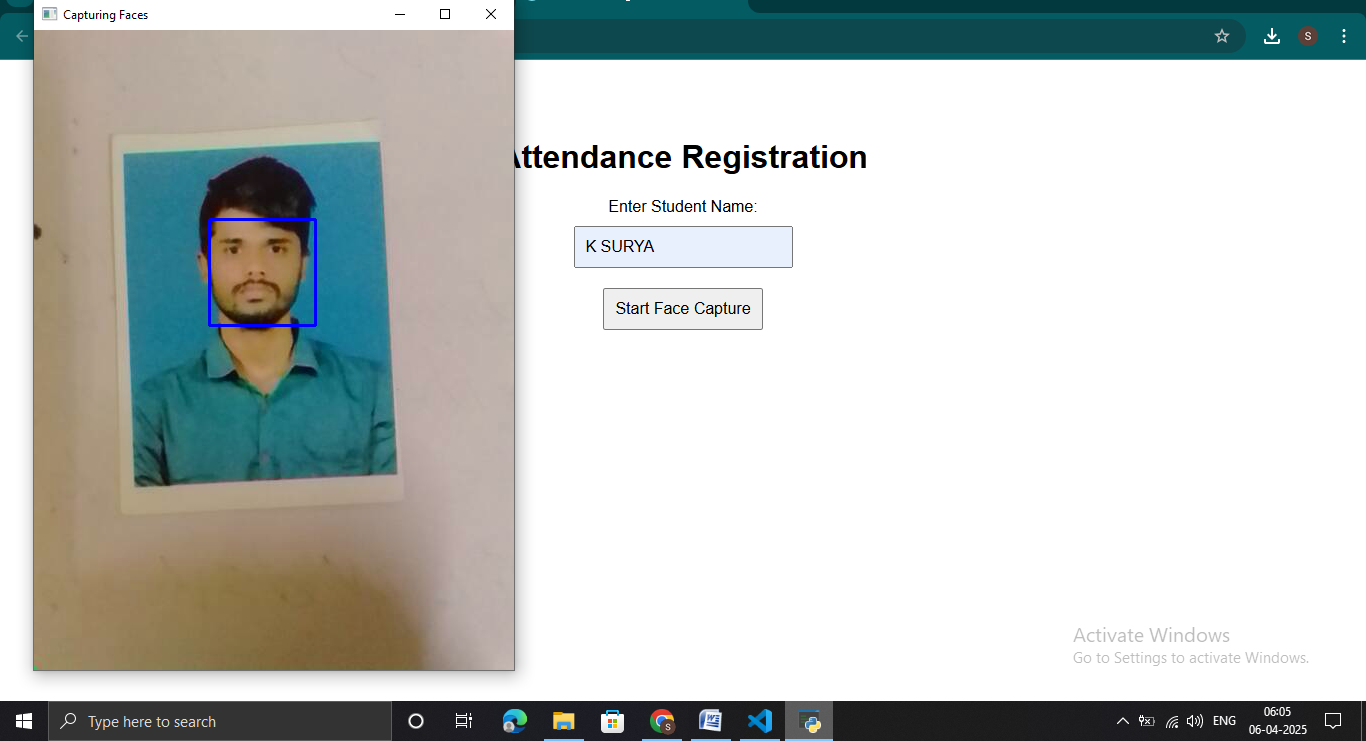 Capturing Faces
S
Attendance Registration
Enter Student Name:
K SURYA
Start Face Capture
Activate Windows
Go to Settings to activate Windows.
Type here to search
S
ENG
06:05
06-04-2025